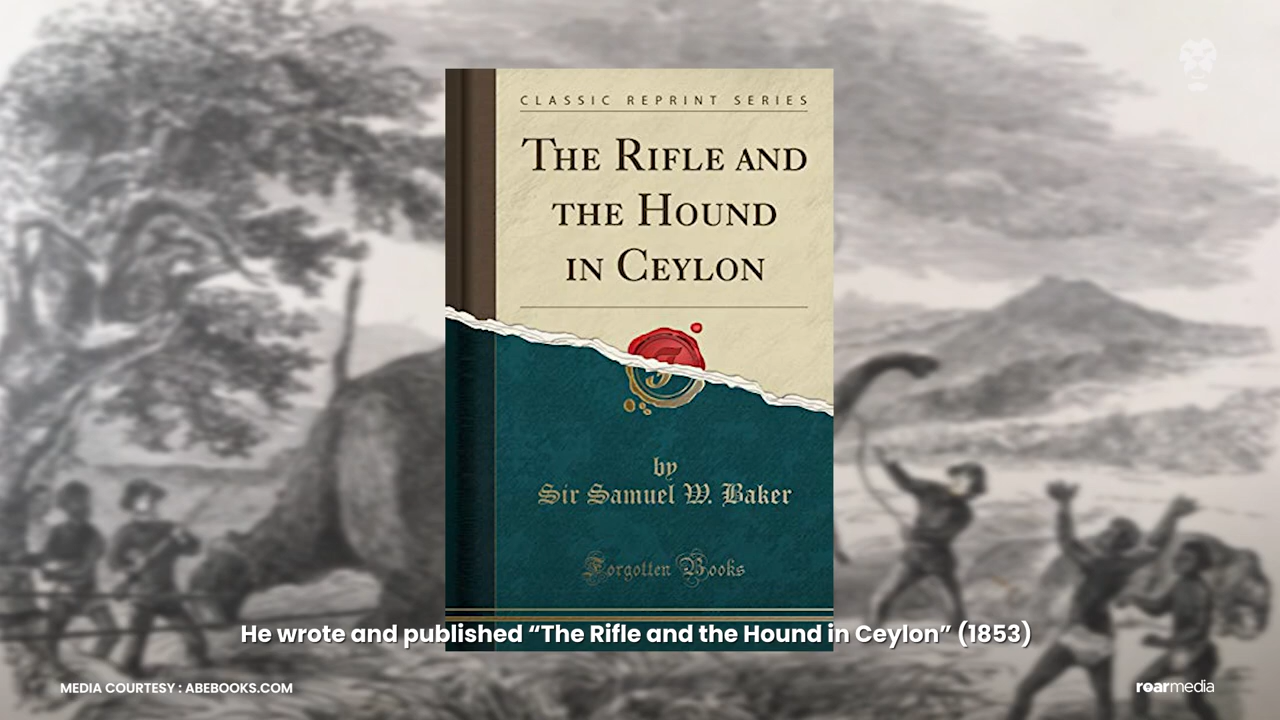 CLASSIC REPRINT SERIES
THE RIFLE AND
THE HOUND
IN CEYLON
by
Sir Samuel W. Baker
Forgotten Books
He wrote and published “The Rifle and the Hound in Ceylon” (1853)
MEDIA COURTESY : ABEBOOKS.COM
roarmedia